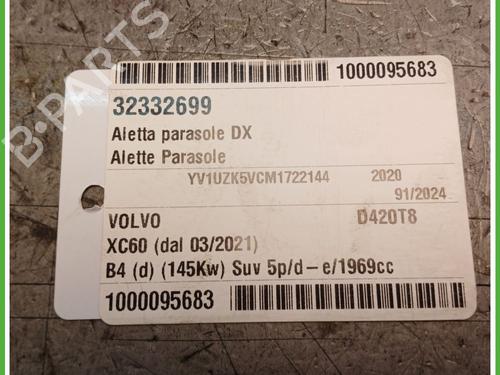 B-PARTS
1000095683
32332699
Aletta parasole DX
Alette Parasole
YV1UZK5VCM1722144 2020
91/2024
VOLVO D420T8
XC60 (dal 03/2021)
B4 (d) (145Kw) Suv 5p/d-e/1969cc
1000095683